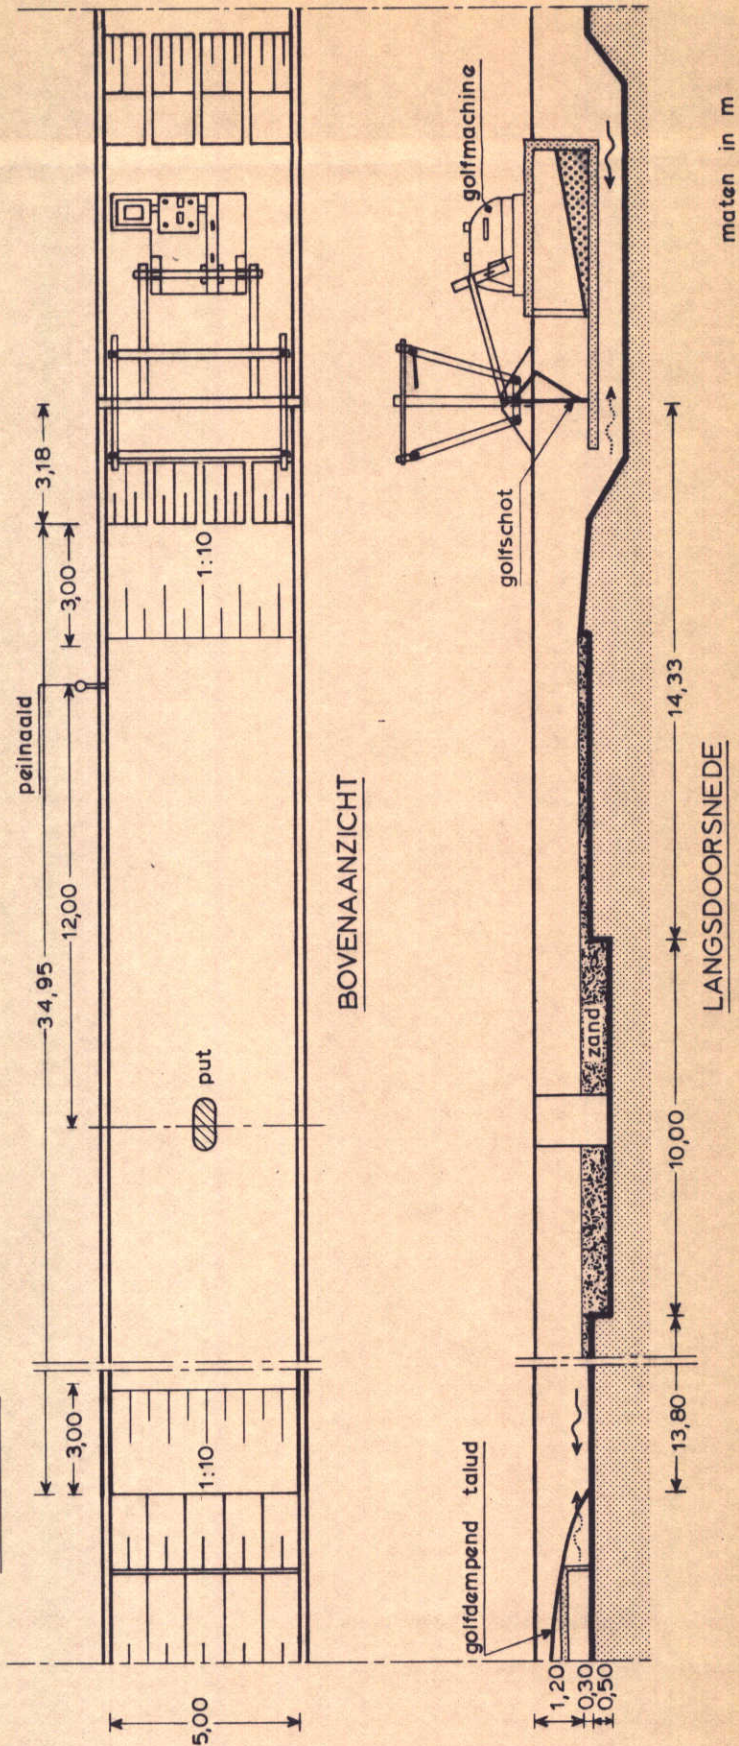 peilnaald
34,95
3,18
3,00
12,00
3,00
1:10
1:10
put
5,00
BOVENAANZICHT
golfmachine
golfschot
golfdempend talud
zand
1,20
0,30
0,50
13,80
10,00
14,33
LANGSDOORSNEDE
maten in m